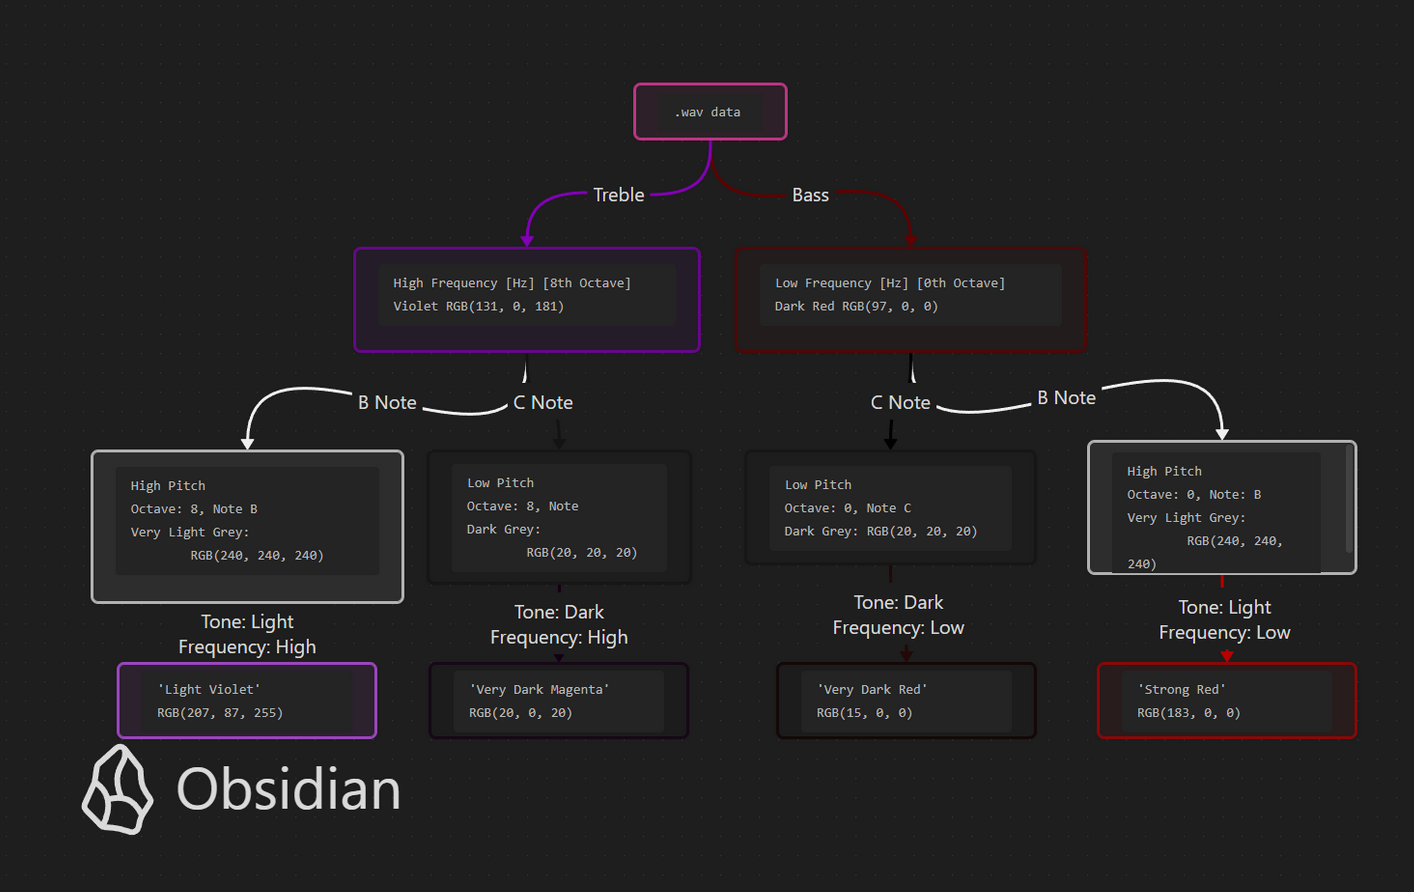 .wav data
Treble
Bass
High Frequency [Hz] [8th Octave]
Violet RGB(131, 0, 181)
Low Frequency [Hz] [0th Octave]
Dark Red RGB(97, 0, 0)
B Note
C Note
C Note
B Note
High Pitch
Octave: 8, Note B
Very Light Grey:
RGB(240, 240, 240)
Low Pitch
Octave: 8, Note
Dark Grey:
RGB(20, 20, 20)
Low Pitch
Octave: 0, Note C
Dark Grey: RGB(20, 20, 20)
High Pitch
Octave: 0, Note: B
Very Light Grey:
RGB(240, 240,
240)
Tone: Light
Frequency: High
Tone: Dark
Frequency: High
Tone: Dark
Frequency: Low
Tone: Light
Frequency: Low
'Light Violet'
RGB(207, 87, 255)
'Very Dark Magenta'
RGB(20, 0, 20)
'Very Dark Red'
RGB(15, 0, 0)
'Strong Red'
RGB(183, 0, 0)
Obsidian